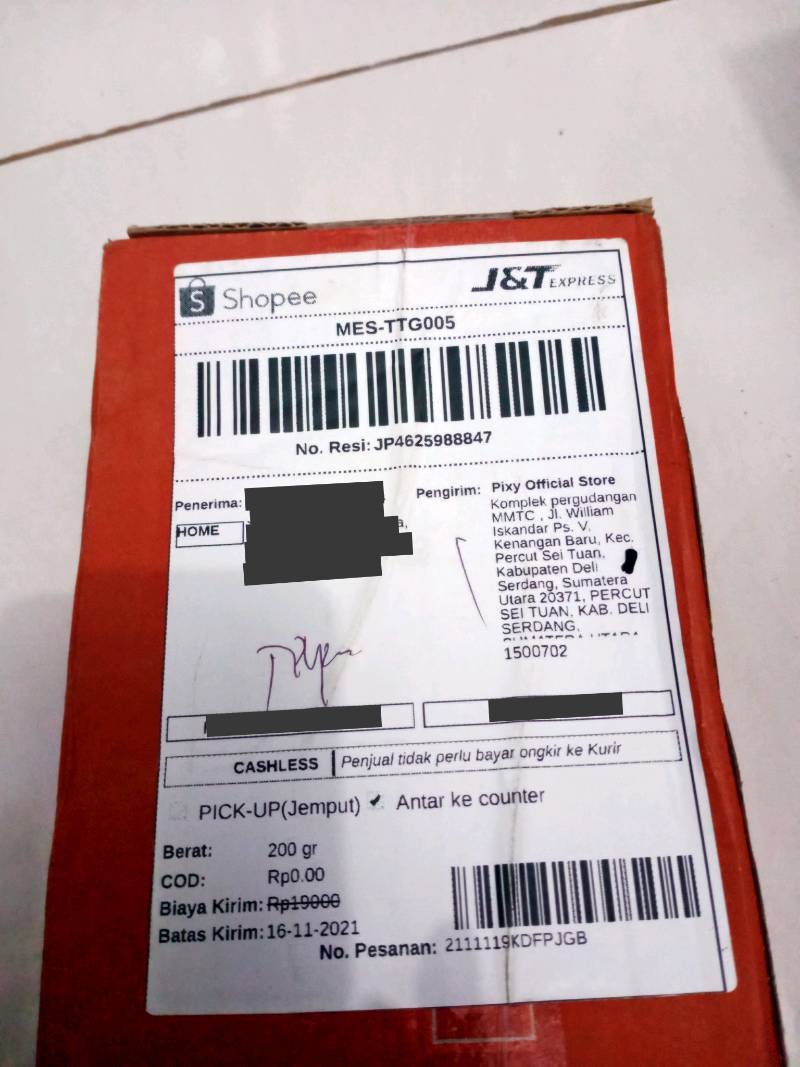 S Shopee
J&T EXPRESS
MES-TTG005
No. Resi: JP4625988847
Penerima:
HOME
Pengirim: Pixy Official Store
Komplek pergudangan
MMTC , Jl. William
Iskandar Ps. V,
Kenangan Baru, Kec.
Percut Sei Tuan,
Kabupaten Deli
Serdang, Sumatera
Utara 20371, PERCUT
SEI TUAN, KAB. DELI
SERDANG,
1500702
CASHLESS Penjual tidak perlu bayar ongkir ke Kurir
PICK-UP(Jemput) Antar ke counter
Berat: 200 gr
COD: Rp0.00
Biaya Kirim: Rp19000
Batas Kirim: 16-11-2021
No. Pesanan: 2111119KDFPJGB